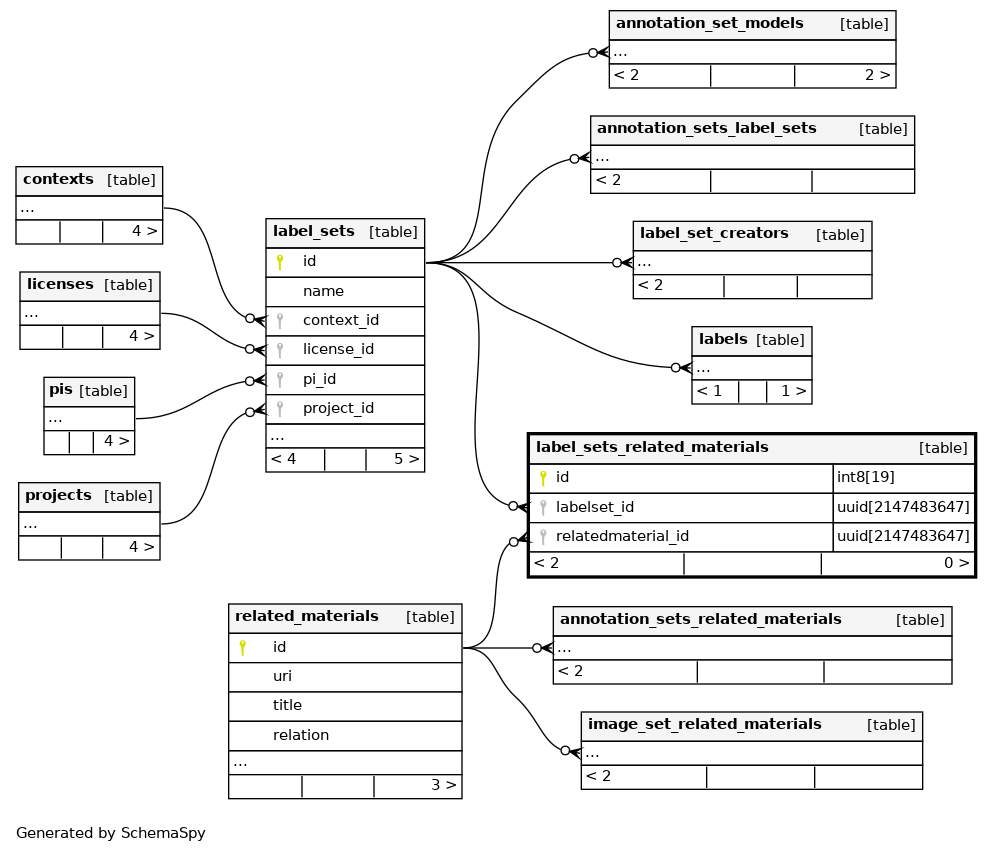 annotation_set_models [table]
...
< 2 2 >
annotation_sets_label_sets [table]
...
< 2
contexts [table]
...
4 >
label_sets [table]
id
name
context_id
license_id
pi_id
project_id
...
< 4 5 >
label_set_creators [table]
...
< 2
licenses [table]
...
4 >
labels [table]
...
< 1 1 >
pis [table]
...
4 >
label_sets_related_materials [table]
id int8[19]
labelset_id uuid[2147483647]
relatedmaterial_id uuid[2147483647]
< 2 0 >
projects [table]
...
4 >
related_materials [table]
id
uri
title
relation
...
3 >
annotation_sets_related_materials [table]
...
< 2
image_set_related_materials [table]
...
< 2
Generated by SchemaSpy